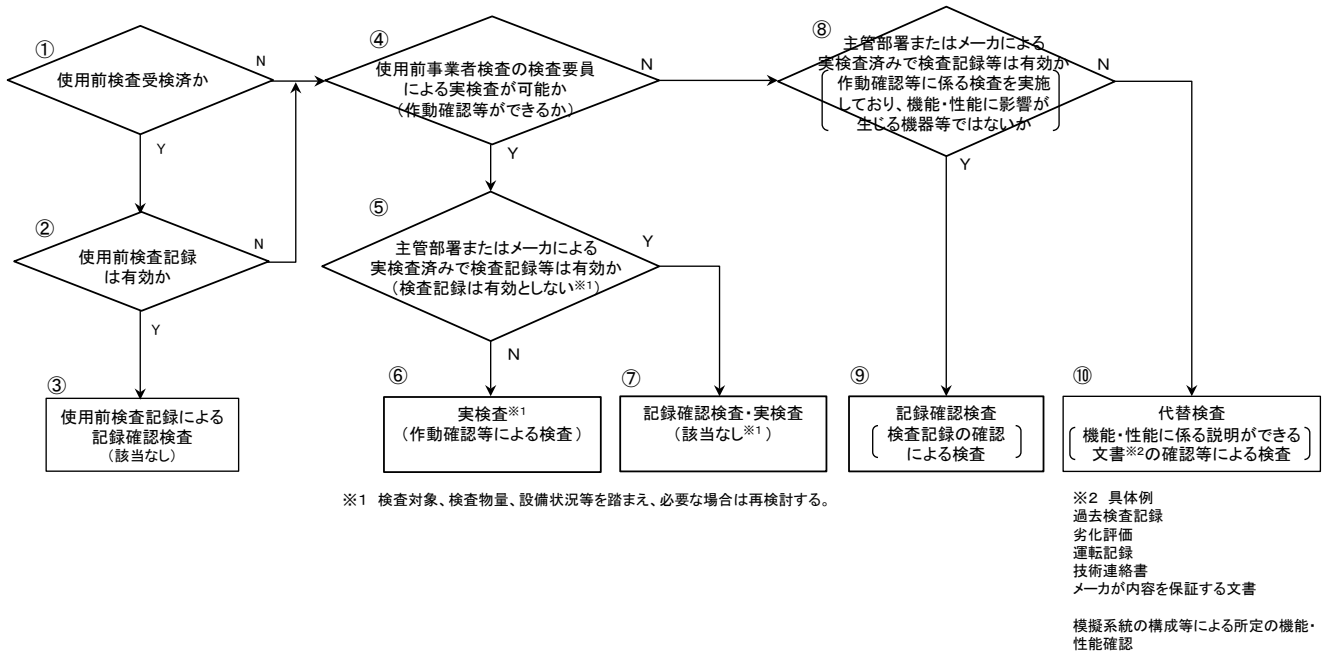 ①
使用前検査受検済か
N
Y
②
使用前検査記録
は有効か
N
Y
③
使用前検査記録による
記録確認検査
(該当なし)
④
使用前事業者検査の検査要員
による実検査が可能か
(作動確認等ができるか)
N
Y
⑤
主管部署またはメーカによる
実検査済みで検査記録等は有効か
(検査記録は有効としない※1)
Y
N
⑥
実検査※1
(作動確認等による検査)
⑦
記録確認検査・実検査
(該当なし※1)
⑧
主管部署またはメーカによる
実検査済みで検査記録等は有効か
作動確認等に係る検査を実施
しており、機能・性能に影響が
生じる機器等ではないか
N
Y
⑨
記録確認検査
検査記録の確認
による検査
⑩
代替検査
機能・性能に係る説明ができる
文書※2の確認等による検査
※1 検査対象、検査物量、設備状況等を踏まえ、必要な場合は再検討する。
※2 具体例
過去検査記録
劣化評価
運転記録
技術連絡書
メーカが内容を保証する文書
模擬系統の構成等による所定の機能・
性能確認